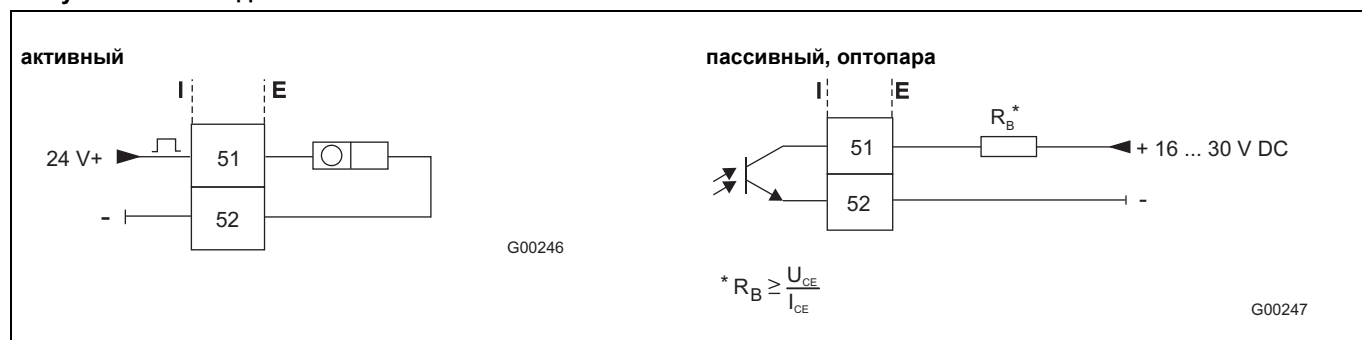 активный
I E
24 V+
51
-
52
G00246
пассивный, оптопара
I E
R_B*
51
+ 16 ... 30 V DC
52
-
* R_B ≥ U_CE / I_CE
G00247